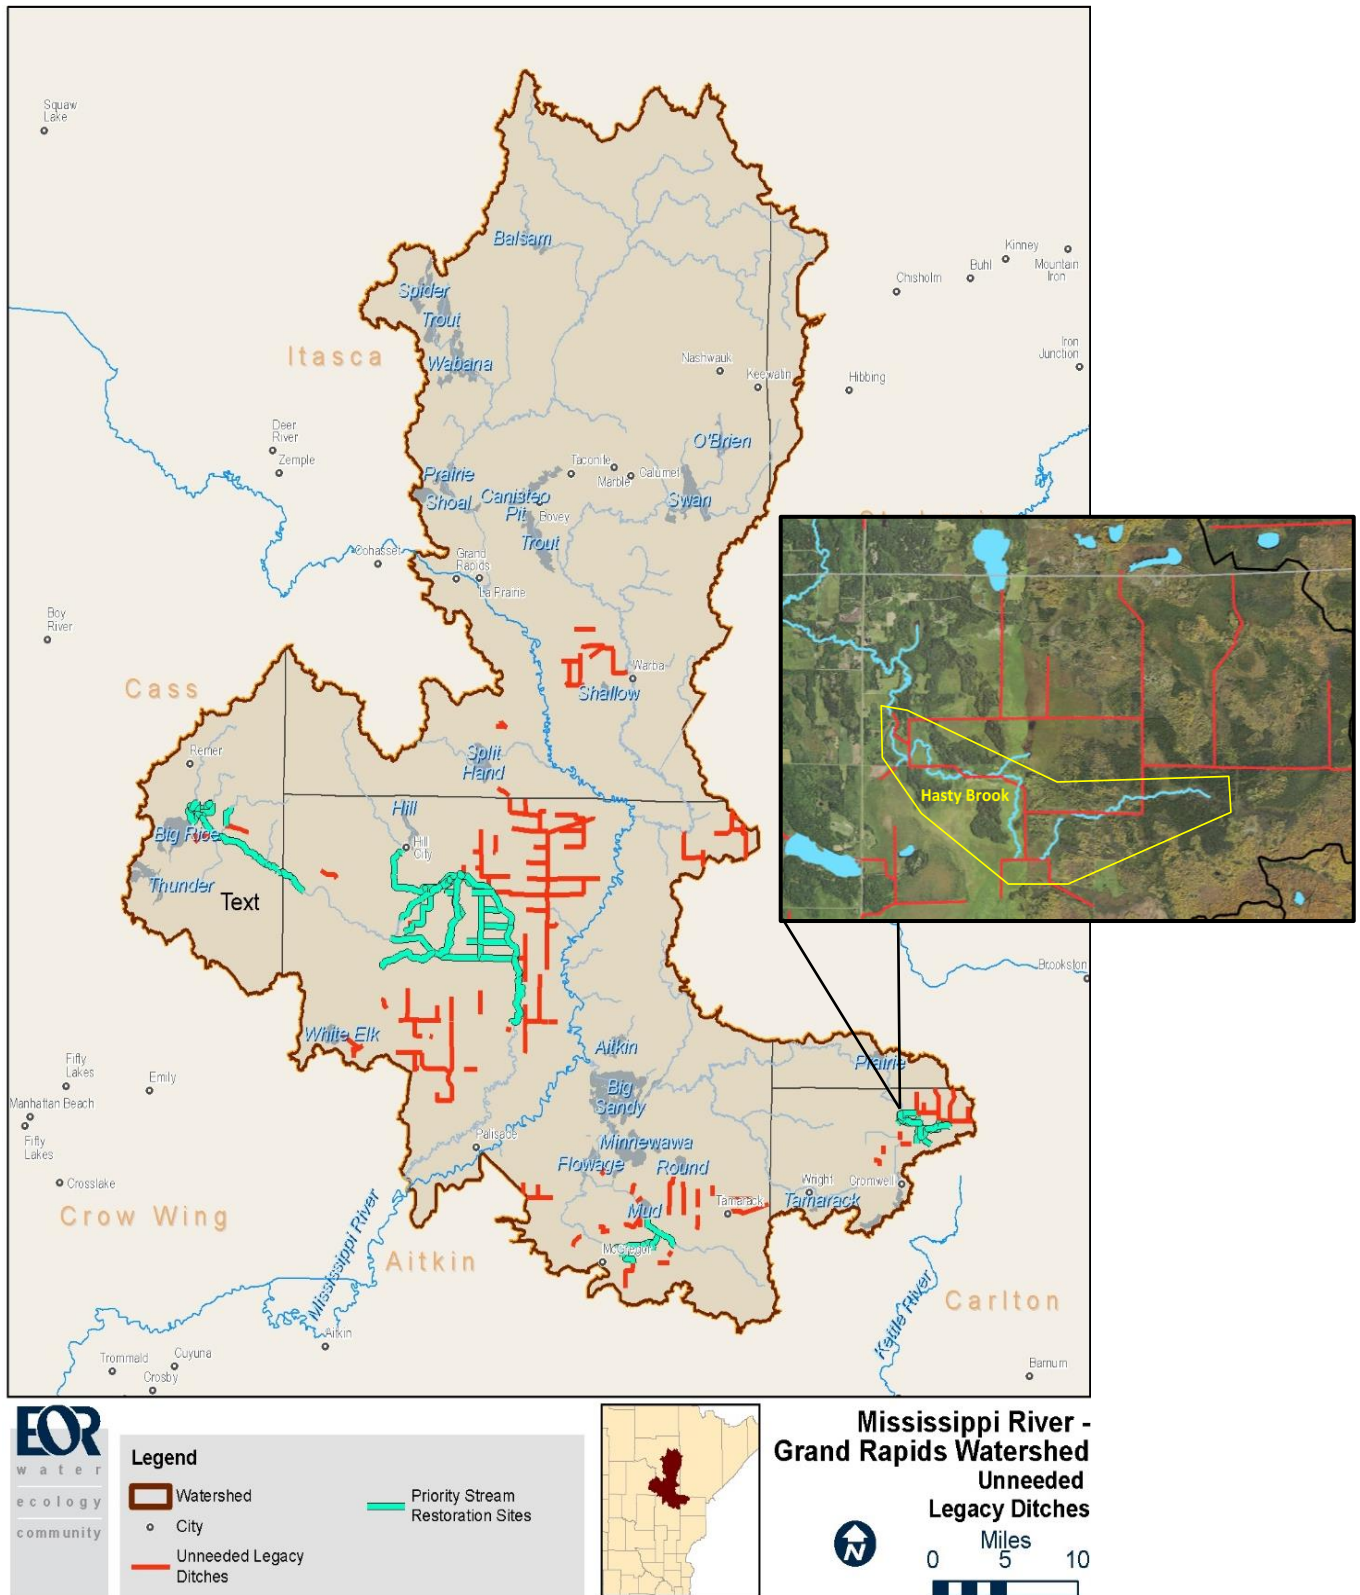 Squaw
Lake
Balsam
Kinney
Buhl
Mountain
Iron
Chisholm
Spider
Trout
Itasca
Wabana
Nashwauk
Keewatin
Hibbing
Iron
Junction
Deer
River
Zemple
O'Brien
Prairie
Shoal
Canisteo
Pit
Taconite
Marble
Calumet
Swan
Bovey
Trout
Cohasset
Grand
Rapids
La Prairie
Boy
River
Warba
Shallow
Cass
Remer
Split
Hand
Hasty Brook
Hill
Hill
City
Big Rice
Thunder
Text
Brookston
White Elk
Aitkin
Prairie
Big
Sandy
Fifty
Lakes
Emily
Manhattan Beach
Fifty
Lakes
Palisade
Minnewawa
Flowage
Round
Crosslake
Wright
Cromwell
Tamarack
Tamarack
Crow Wing
Mud
McGregor
Mississippi River
Aitkin
Kettle River
Carlton
Aitkin
Trommald
Cuyuna
Crosby
Barnum
EOR
water
ecology
community
Legend
Watershed
City
Unneeded Legacy
Ditches
Priority Stream
Restoration Sites
Mississippi River -
Grand Rapids Watershed
Unneeded
Legacy Ditches
N
Miles
0 5 10